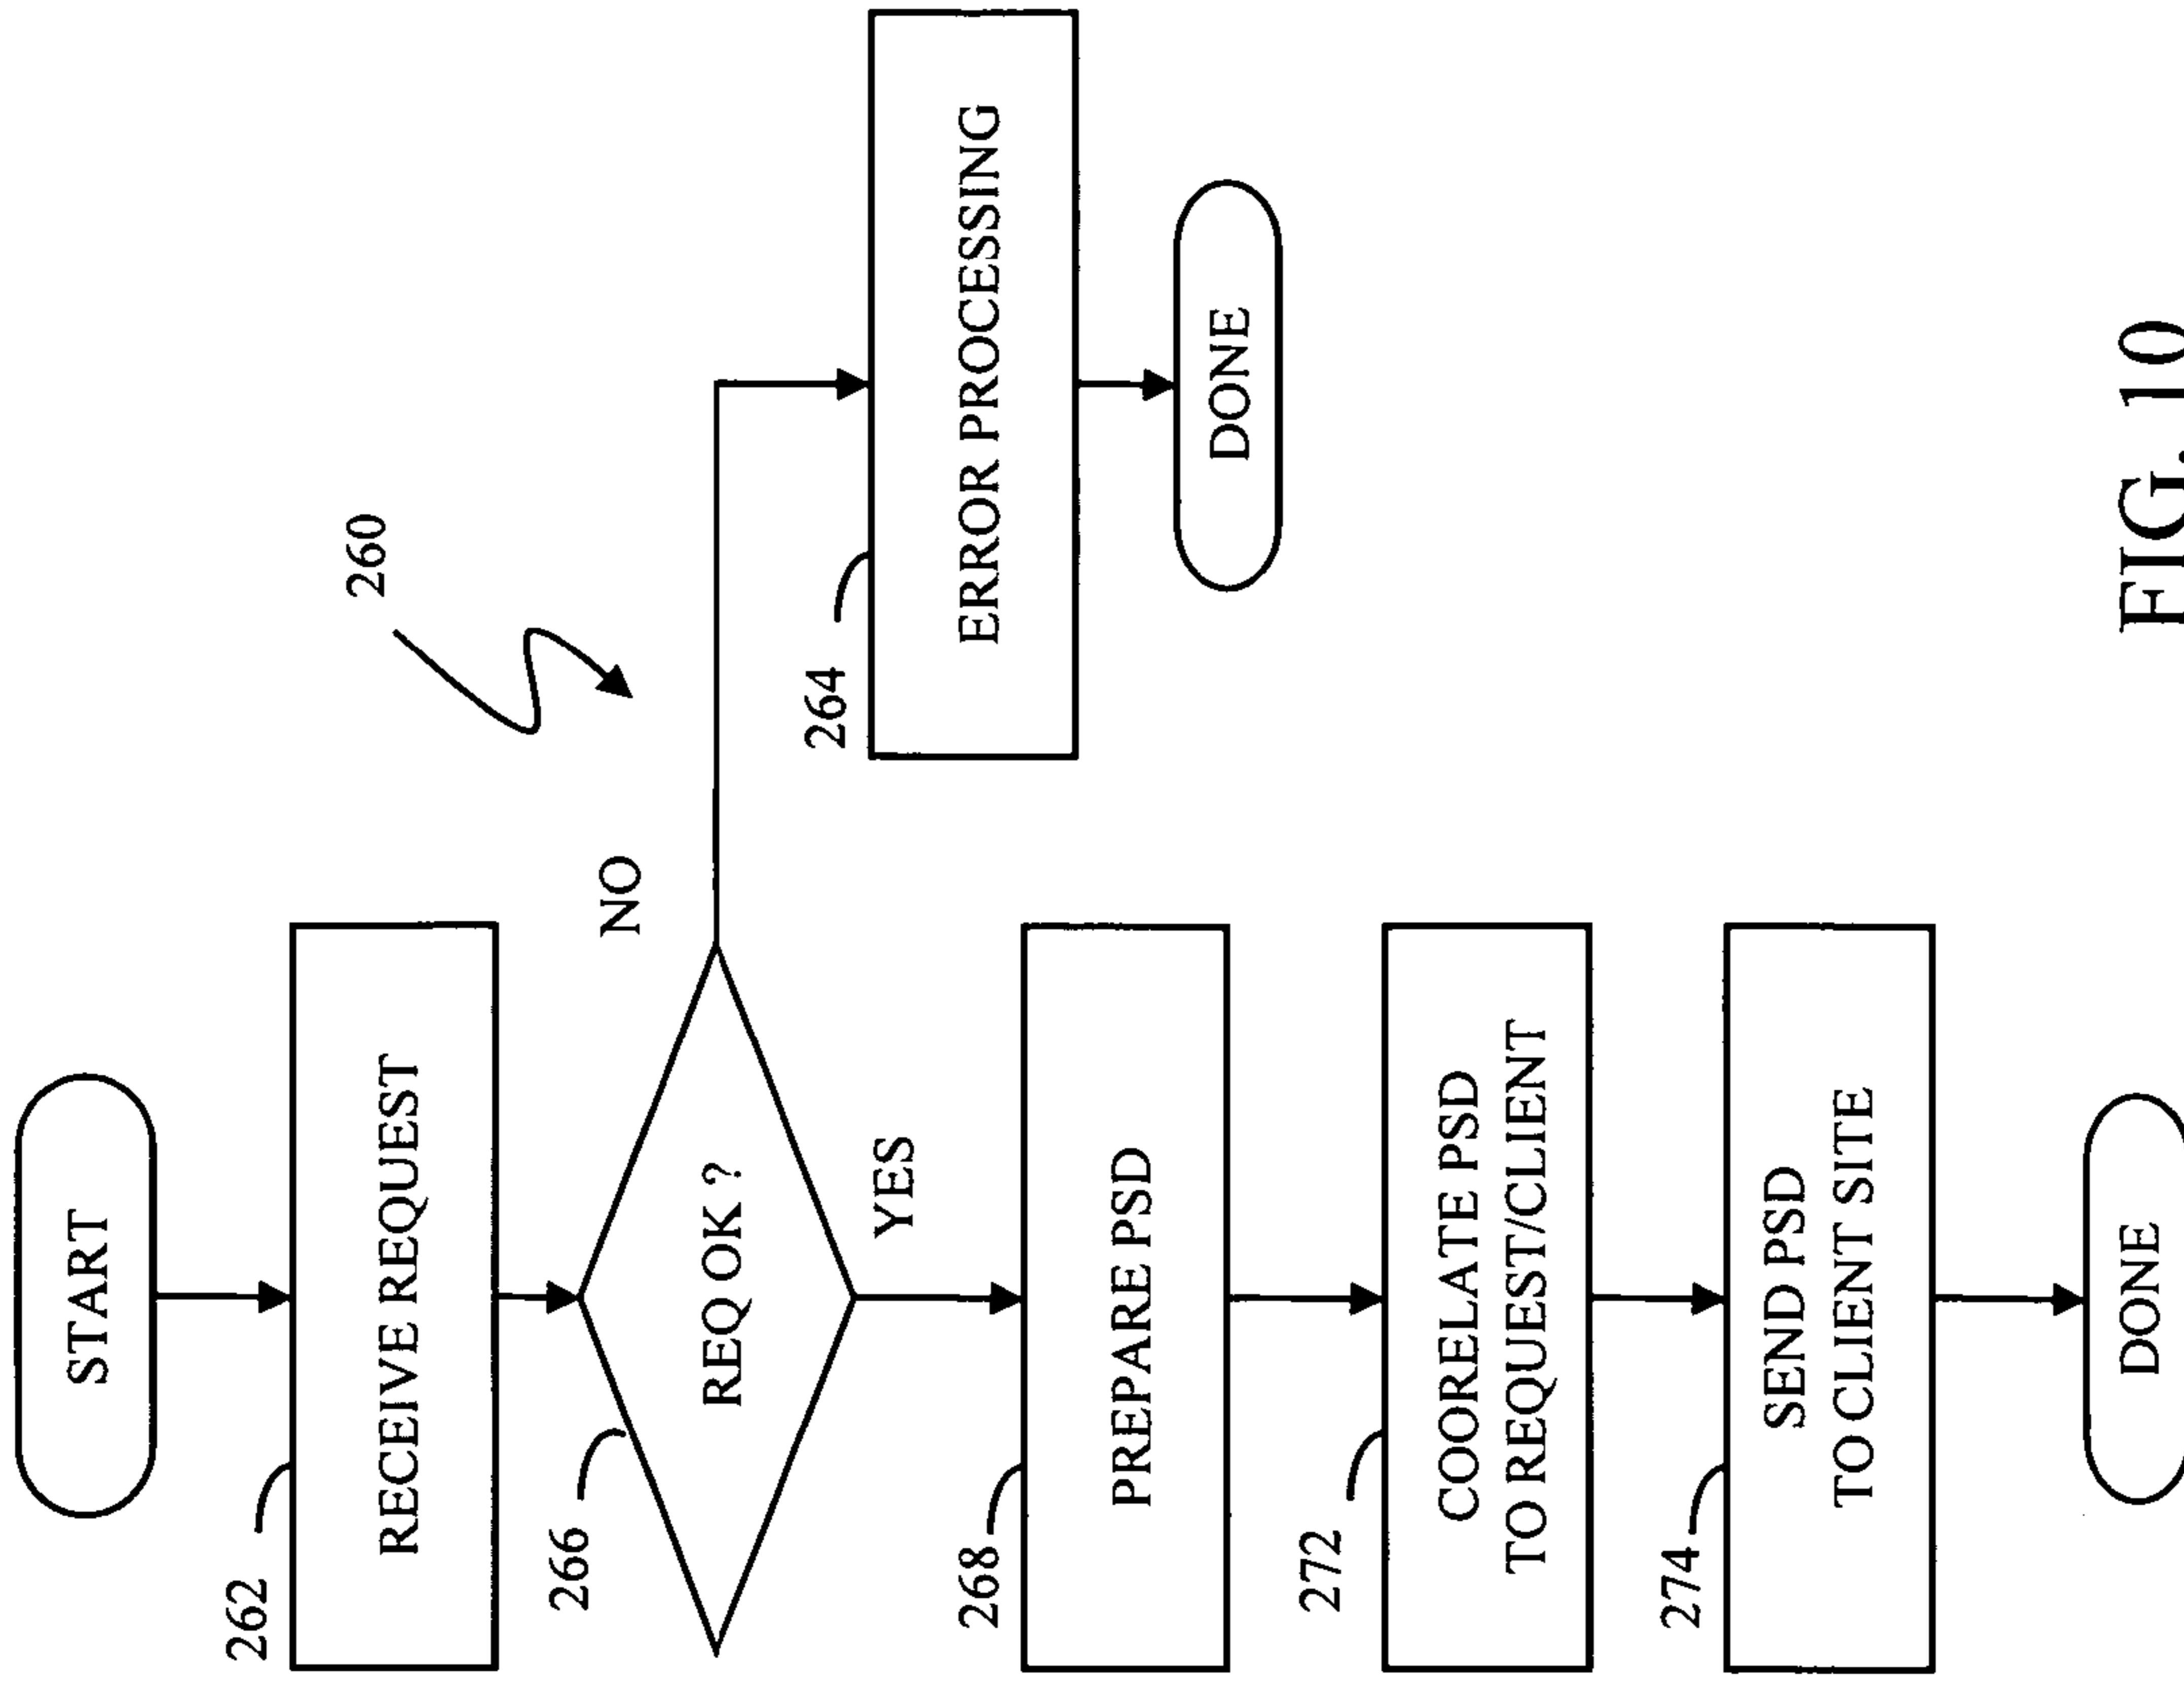 START
262
RECEIVE REQUEST
260
266
REQ OK ?
NO
YES
264
ERROR PROCESSING
DONE
268
PREPARE PSD
272
COORELATE PSD
TO REQUEST/CLIENT
274
SEND PSD
TO CLIENT SITE
DONE
FIG. 10